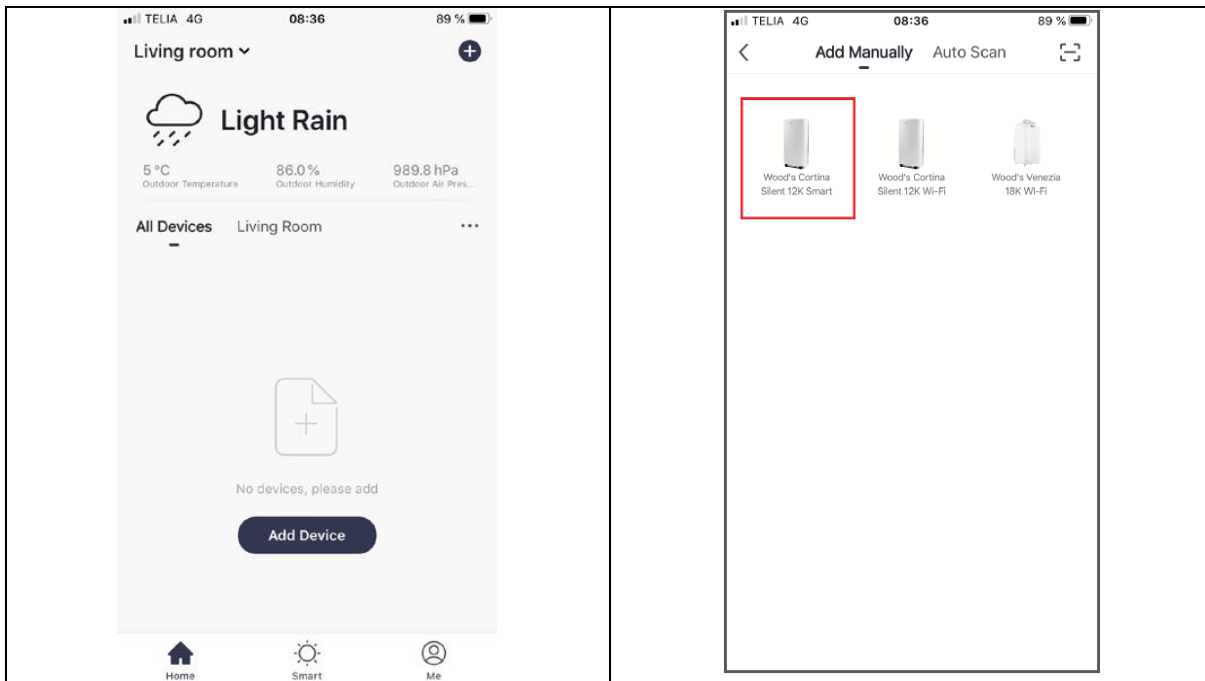 TELIA 4G 08:36 89 %
Living room
Light Rain
5 °C 86.0 % 989.8 hPa
Outdoor Temperature Outdoor Humidity Outdoor Air Pres...
All Devices Living Room
No devices, please add
Add Device
Home Smart Me
TELIA 4G 08:36 89 %
Add Manually Auto Scan
Wood's Cortina
Silent 12K Smart
Wood's Cortina
Silent 12K Wi-Fi
Wood's Venezia
18K WI-Fi